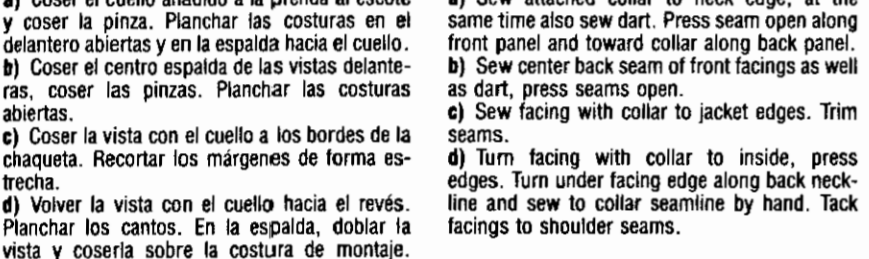 a) Coser el cuello añadido a la prenda al escote
y coser la pinza. Planchar las costuras en el
delantero abiertas y en la espalda hacia el cuello.
b) Coser el centro espalda de las vistas delante-
ras, coser las pinzas. Planchar las costuras
abiertas.
c) Coser la vista con el cuello a los bordes de la
chaqueta. Recortar los márgenes de forma es-
trecha.
d) Volver la vista con el cuello hacia el revés.
Planchar los cantos. En la espalda, doblar la
vista y coserla sobre la costura de montaje.
a) Sew attached collar to neck edge, at the
same time also sew dart. Press seam open along
front panel and toward collar along back panel.
b) Sew center back seam of front facings as well
as dart, press seams open.
c) Sew facing with collar to jacket edges. Trim
seams.
d) Turn facing with collar to inside, press
edges. Turn under facing edge along back neck-
line and sew to collar seamline by hand. Tack
facings to shoulder seams.